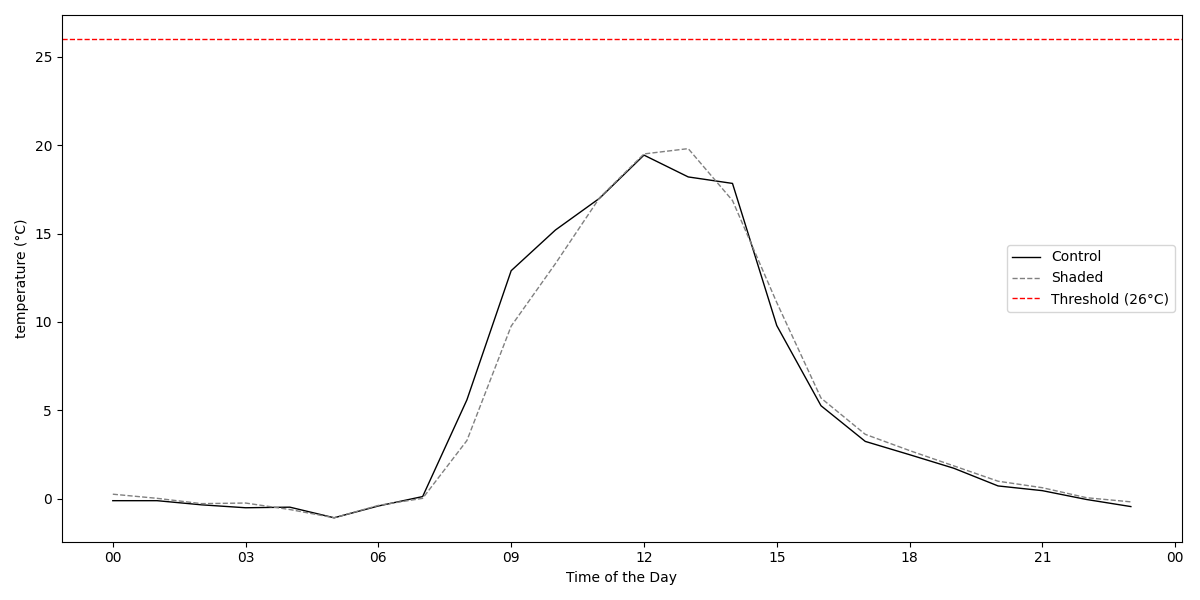 25
20
15
10
5
0
temperature (°C)
Control
Shaded
Threshold (26°C)
00 03 06 09 12 15 18 21 00
Time of the Day